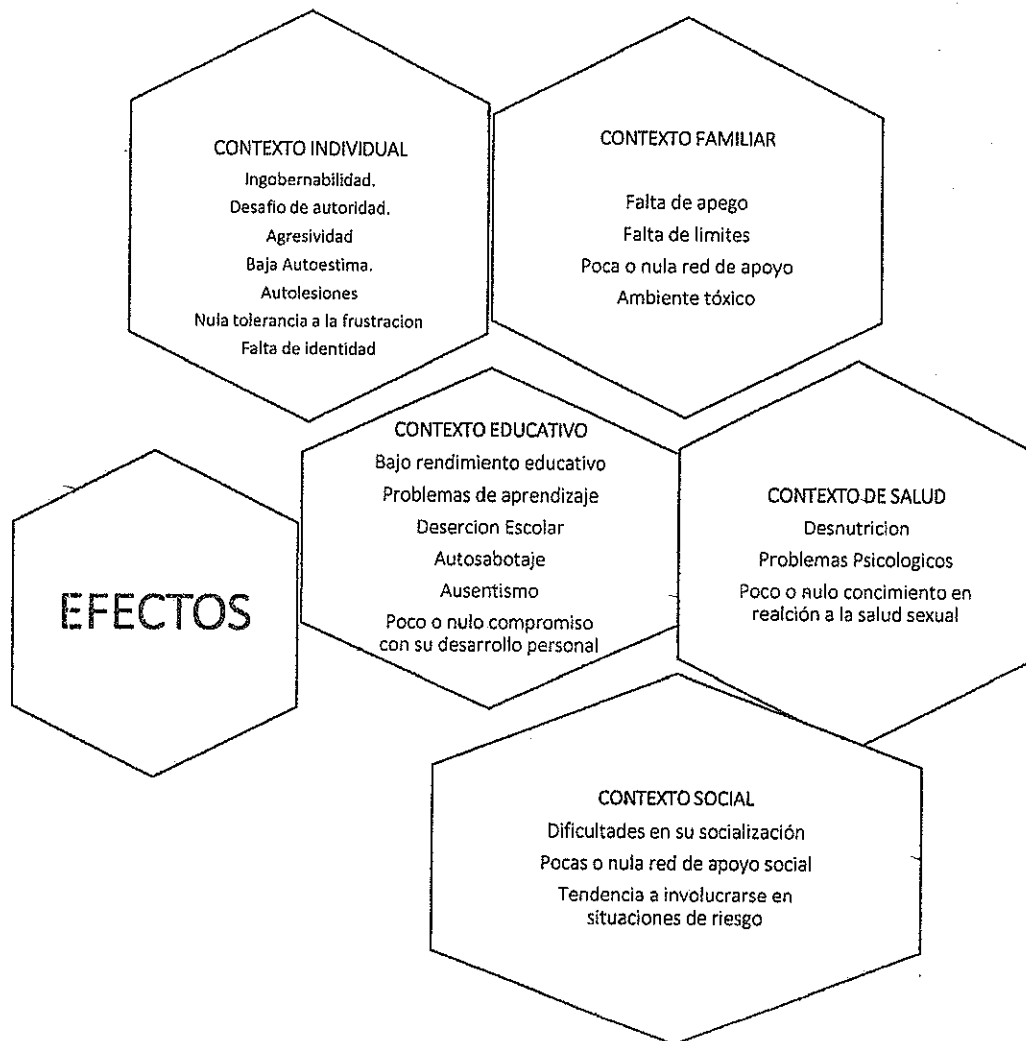 CONTEXTO INDIVIDUAL
Ingobernabilidad.
Desafio de autoridad.
Agresividad
Baja Autoestima.
Autolesiones
Nula tolerancia a la frustracion
Falta de identidad
CONTEXTO FAMILIAR
Falta de apego
Falta de limites
Poca o nula red de apoyo
Ambiente tóxico
CONTEXTO EDUCATIVO
Bajo rendimiento educativo
Problemas de aprendizaje
Desercion Escolar
Autosabotaje
Ausentismo
Poco o nulo compromiso
con su desarrollo personal
CONTEXTO DE SALUD
Desnutricion
Problemas Psicologicos
Poco o nulo concimiento en
realción a la salud sexual
EFECTOS
CONTEXTO SOCIAL
Dificultades en su socialización
Pocas o nula red de apoyo social
Tendencia a involucrarse en
situaciones de riesgo